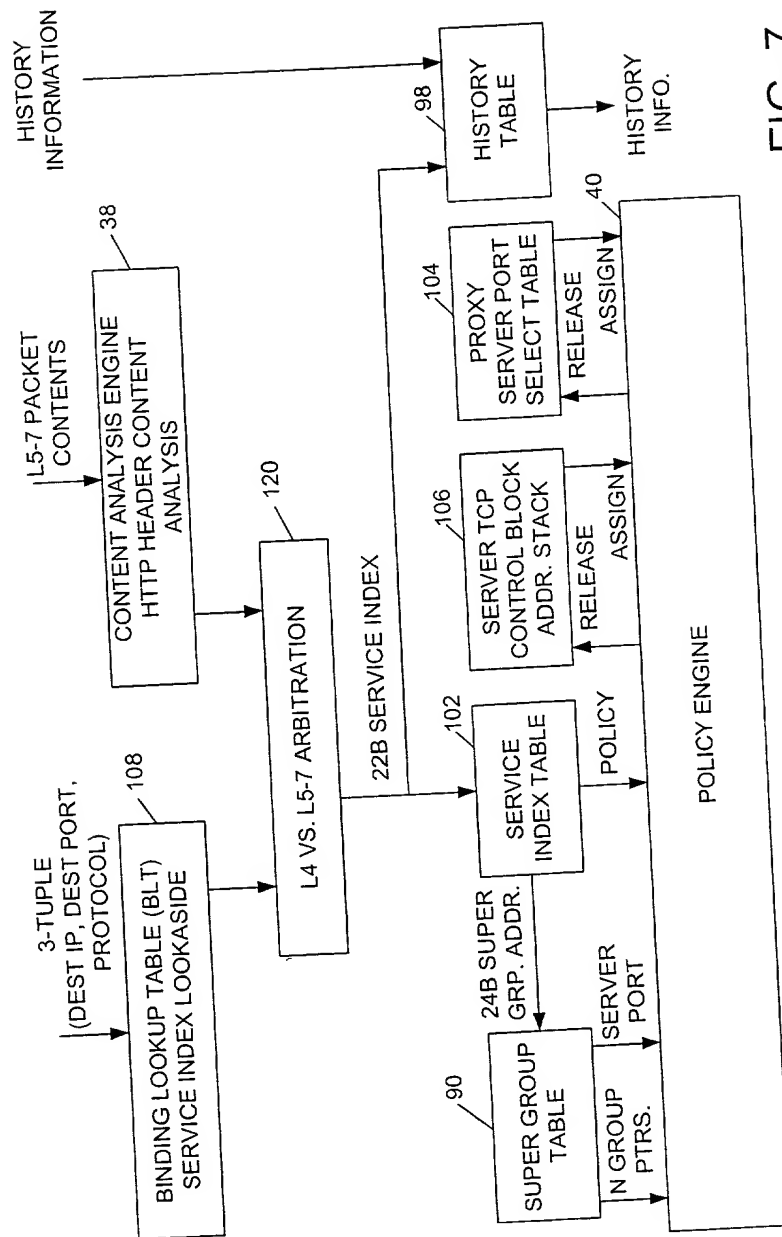 3-TUPLE
(DEST IP, DEST PORT,
PROTOCOL)
108
BINDING LOOKUP TABLE (BLT)
SERVICE INDEX LOOKASIDE
L5-7 PACKET
CONTENTS
38
CONTENT ANALYSIS ENGINE
HTTP HEADER CONTENT
ANALYSIS
HISTORY
INFORMATION
120
L4 VS. L5-7 ARBITRATION
22B SERVICE INDEX
90
SUPER GROUP
TABLE
24B SUPER
GRP. ADDR.
102
SERVICE
INDEX TABLE
106
SERVER TCP
CONTROL BLOCK
ADDR. STACK
104
PROXY
SERVER PORT
SELECT TABLE
98
HISTORY
TABLE
N GROUP
PTRS.
SERVER
PORT
POLICY
RELEASE
ASSIGN
RELEASE
ASSIGN
HISTORY
INFO.
40
POLICY ENGINE
FIG. 7